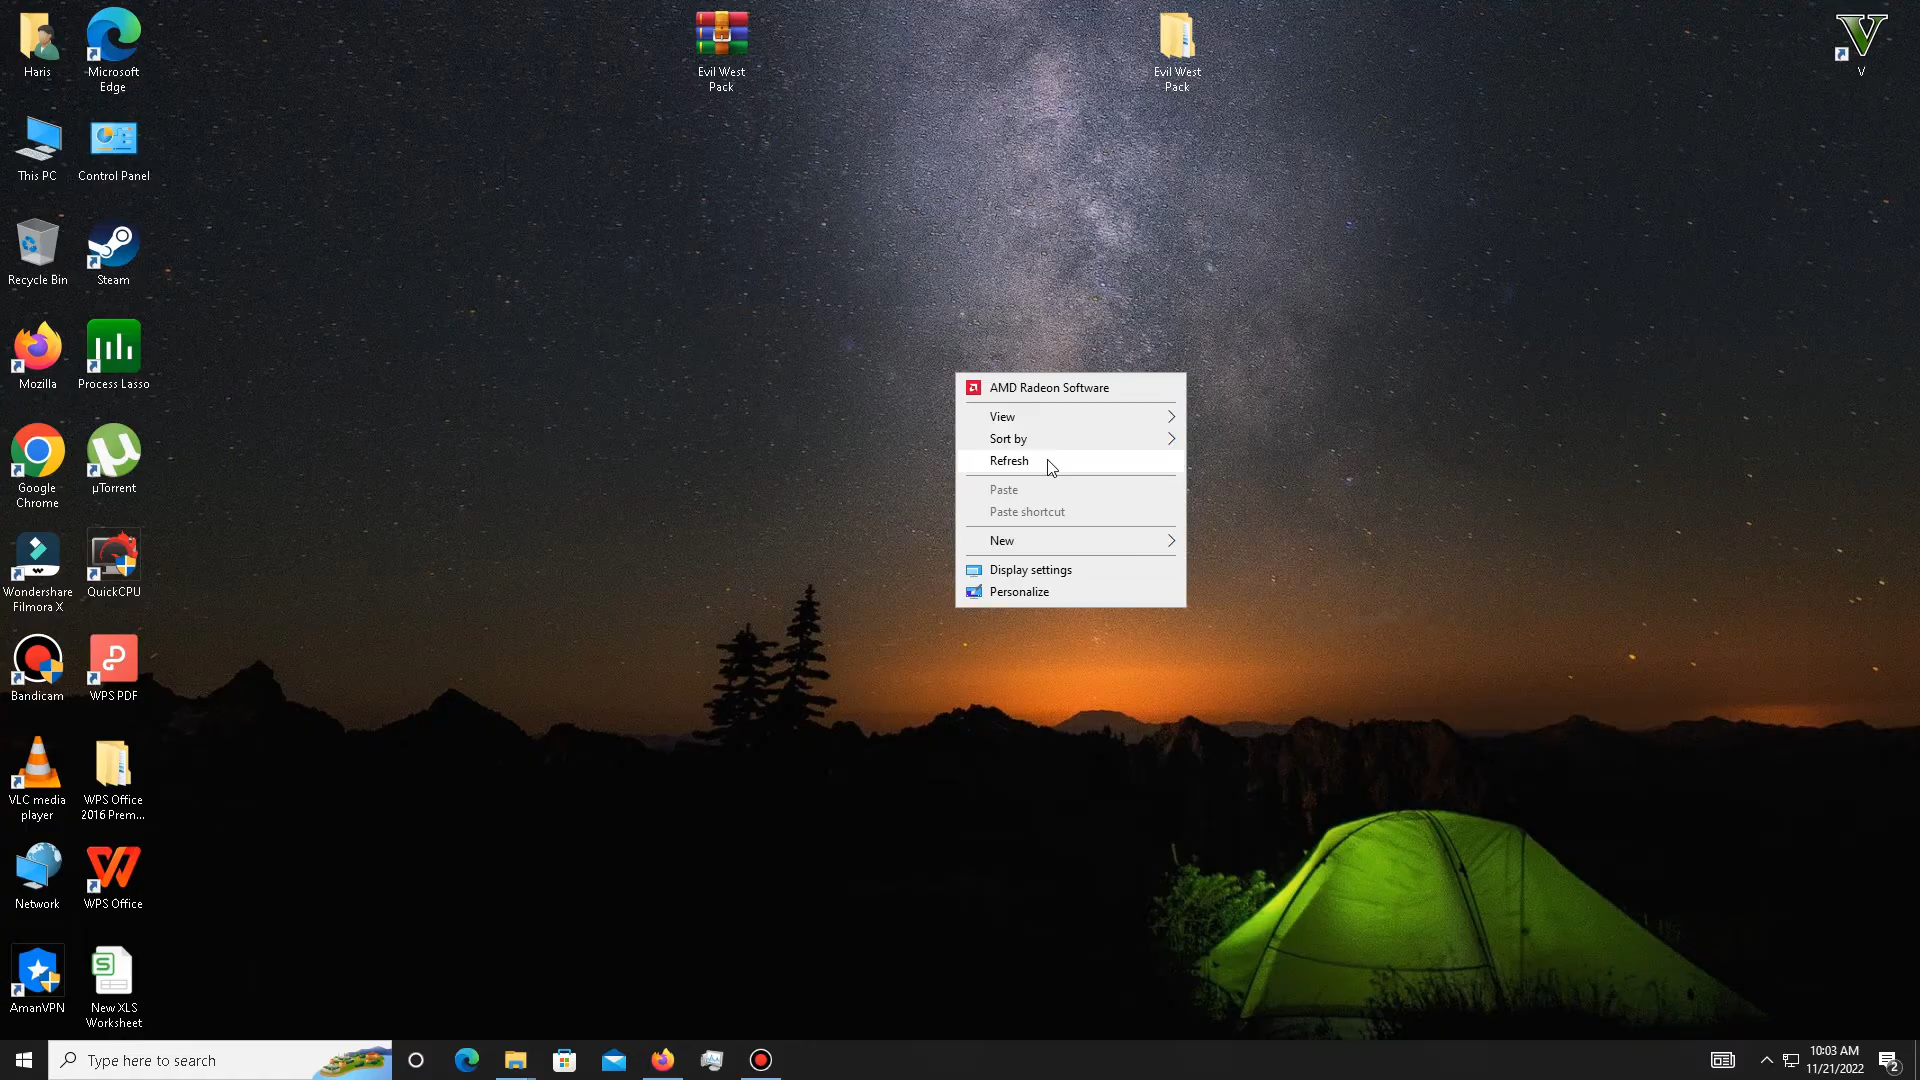 Haris
Microsoft
Edge
Evil West
Pack
Evil West
Pack
V
This PC
Control Panel
Recycle Bin
Steam
Mozilla
Process Lasso
Google
Chrome
µTorrent
Wondershare
Filmora X
QuickCPU
Bandicam
WPS PDF
VLC media
player
WPS Office
2016 Prem...
Network
WPS Office
AmanVPN
New XLS
Worksheet
AMD Radeon Software
View
Sort by
Refresh
Paste
Paste shortcut
New
Display settings
Personalize
Type here to search
10:03 AM
11/21/2022
2